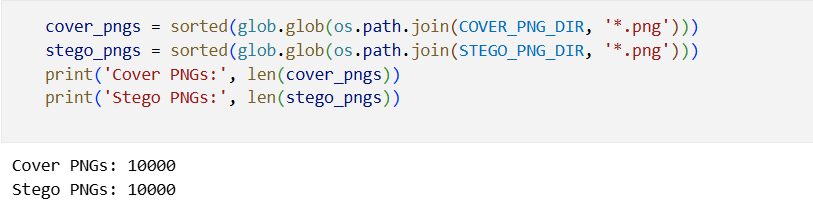 cover_pngs = sorted(glob.glob(os.path.join(COVER_PNG_DIR, '*.png')))
stego_pngs = sorted(glob.glob(os.path.join(STEGO_PNG_DIR, '*.png')))
print('Cover PNGs:', len(cover_pngs))
print('Stego PNGs:', len(stego_pngs))
Cover PNGs: 10000
Stego PNGs: 10000